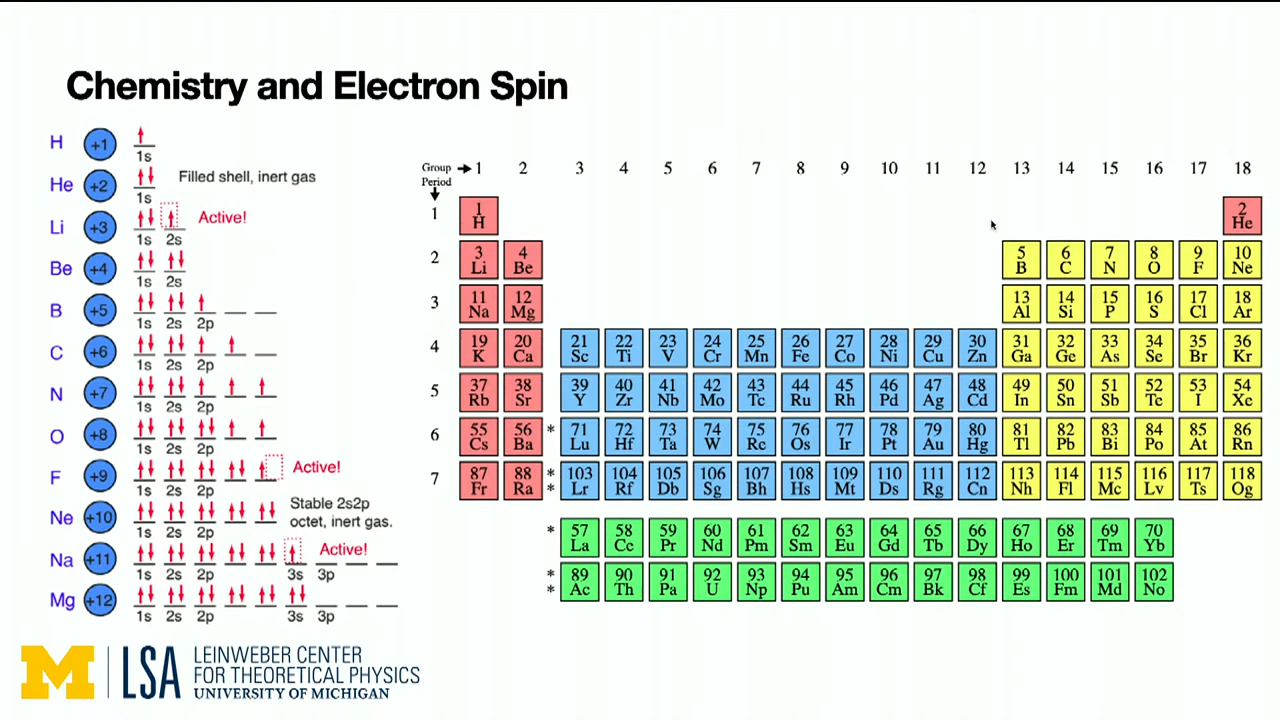 Chemistry and Electron Spin
H +1
1s
He +2 Filled shell, inert gas
1s
Li +3 Active!
1s 2s
Be +4
1s 2s
B +5
1s 2s 2p
C +6
1s 2s 2p
N +7
1s 2s 2p
O +8
1s 2s 2p
F +9 Active!
1s 2s 2p
Ne +10 Stable 2s2p
octet, inert gas.
1s 2s 2p
Na +11 Active!
1s 2s 2p 3s 3p
Mg +12
1s 2s 2p 3s 3p
Group → 1 2 3 4 5 6 7 8 9 10 11 12 13 14 15 16 17 18
Period
1 1 2
H He
2 3 4 5 6 7 8 9 10
Li Be B C N O F Ne
3 11 12 13 14 15 16 17 18
Na Mg Al Si P S Cl Ar
4 19 20 21 22 23 24 25 26 27 28 29 30 31 32 33 34 35 36
K Ca Sc Ti V Cr Mn Fe Co Ni Cu Zn Ga Ge As Se Br Kr
5 37 38 39 40 41 42 43 44 45 46 47 48 49 50 51 52 53 54
Rb Sr Y Zr Nb Mo Tc Ru Rh Pd Ag Cd In Sn Sb Te I Xe
6 55 56 * 71 72 73 74 75 76 77 78 79 80 81 82 83 84 85 86
Cs Ba Lu Hf Ta W Re Os Ir Pt Au Hg Tl Pb Bi Po At Rn
7 87 88 * 103 104 105 106 107 108 109 110 111 112 113 114 115 116 117 118
Fr Ra * Lr Rf Db Sg Bh Hs Mt Ds Rg Cn Nh Fl Mc Lv Ts Og
* 57 58 59 60 61 62 63 64 65 66 67 68 69 70
La Ce Pr Nd Pm Sm Eu Gd Tb Dy Ho Er Tm Yb
* 89 90 91 92 93 94 95 96 97 98 99 100 101 102
* Ac Th Pa U Np Pu Am Cm Bk Cf Es Fm Md No
M LSA LEINWEBER CENTER
FOR THEORETICAL PHYSICS
UNIVERSITY OF MICHIGAN